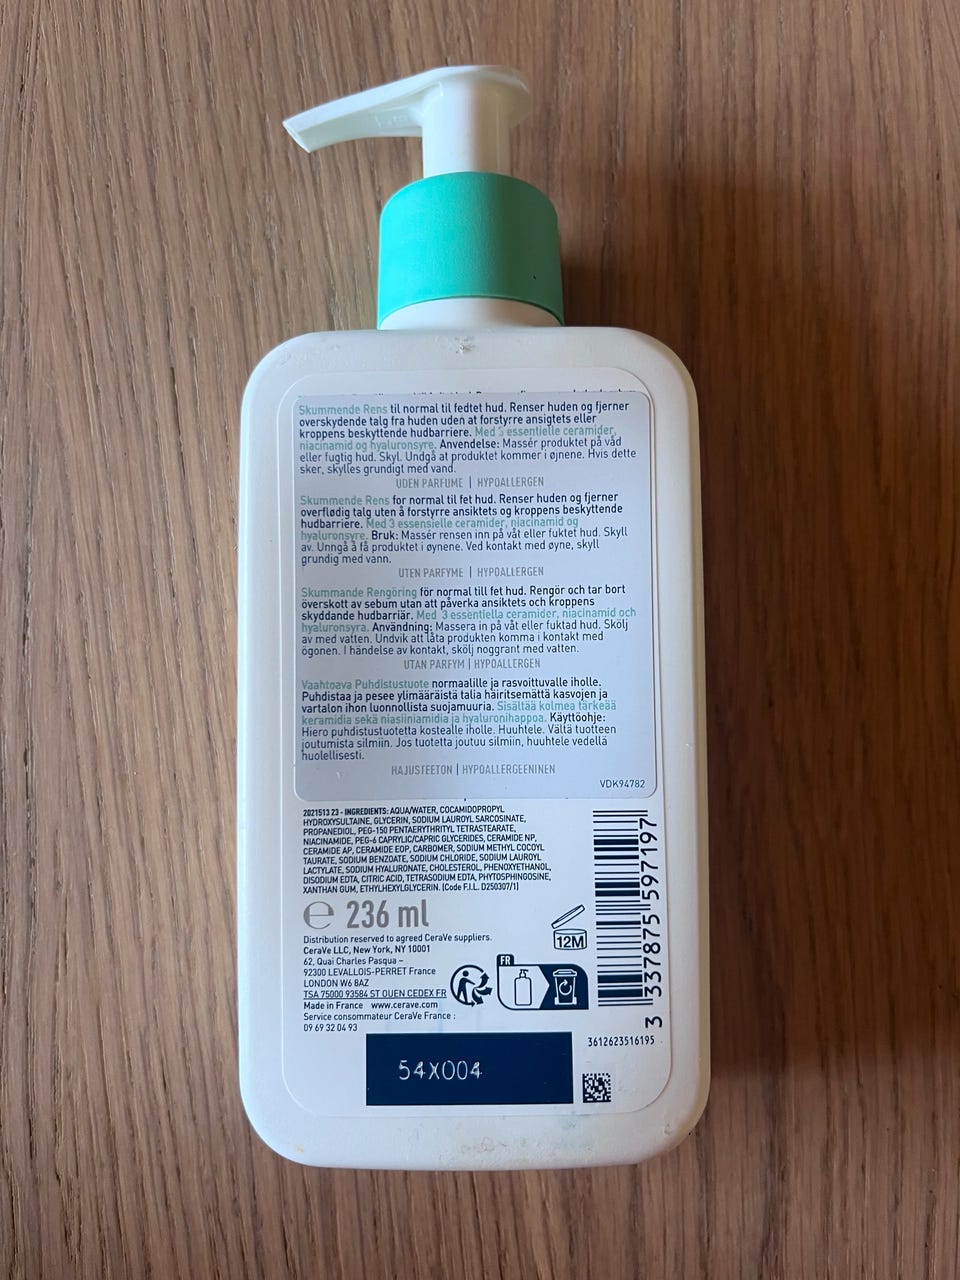 Skummende Rens til normal til fedtet hud. Renser huden og fjerner
overskydende talg fra huden uden at forstyrre ansigtets eller
kroppens beskyttende hudbarriere. Med 3 essentielle ceramider,
niacinamid og hyaluronsyre. Anvendelse: Massér produktet på våd
eller fugtig hud. Skyl. Undgå at produktet kommer i øjnene. Hvis dette
sker, skylles grundigt med vand.
UDEN PARFUME | HYPOALLERGEN
Skummende Rens for normal til fet hud. Renser huden og fjerner
overflødig talg uten å forstyrre ansiktets og kroppens beskyttende
hudbarriere. Med 3 essensielle ceramider, niacinamid og
hyaluronsyre. Bruk: Massér rensen inn på våt eller fuktet hud. Skyll
av. Unngå å få produktet i øynene. Ved kontakt med øyne, skyll
grundig med vann.
UTEN PARFYME | HYPOALLERGEN
Skummande Rengöring för normal till fet hud. Rengör och tar bort
överskott av sebum utan att påverka ansiktets och kroppens
skyddande hudbarriär. Med 3 essentiella ceramider, niacinamid och
hyaluronsyra. Användning: Massera in på våt eller fuktad hud. Skölj
av med vatten. Undvik att låta produkten komma i kontakt med
ögonen. I händelse av kontakt, skölj noggrant med vatten.
UTAN PARFYM | HYPOALLERGEN
Vaahtoava Puhdistustuote normaalille ja rasvoittuvalle iholle.
Puhdistaa ja pesee ylimääräistä talia häiritsemättä kasvojen ja
vartalon ihon luonnollista suojamuuria. Sisältää kolmea tärkeää
keramidia sekä niasiiniamidia ja hyaluronihappoa. Käyttöohje:
Hiero puhdistustuotetta kostealle iholle. Huuhtele. Vältä tuotteen
joutumista silmiin. Jos tuotetta joutuu silmiin, huuhtele vedellä
huolellisesti.
HAJUSTEETON | HYPOALLERGEENINEN
VDK94782
2021513 23 - INGREDIENTS: AQUA/WATER, COCAMIDOPROPYL
HYDROXYSULTAINE, GLYCERIN, SODIUM LAUROYL SARCOSINATE,
PROPANEDIOL, PEG-150 PENTAERYTHRITYL TETRASTEARATE,
NIACINAMIDE, PEG-6 CAPRYLIC/CAPRIC GLYCERIDES, CERAMIDE NP,
CERAMIDE AP, CERAMIDE EOP, CARBOMER, SODIUM METHYL COCOYL
TAURATE, SODIUM BENZOATE, SODIUM CHLORIDE, SODIUM LAUROYL
LACTYLATE, SODIUM HYALURONATE, CHOLESTEROL, PHENOXYETHANOL,
DISODIUM EDTA, CITRIC ACID, TETRASODIUM EDTA, PHYTOSPHINGOSINE,
XANTHAN GUM, ETHYLHEXYLGLYCERIN. (Code F.I.L. D250307/1)
℮ 236 ml
Distribution reserved to agreed CeraVe suppliers.
CeraVe LLC, New York, NY 10001
62, Quai Charles Pasqua –
92300 LEVALLOIS-PERRET France
LONDON W6 8AZ
TSA 75000 93584 ST OUEN CEDEX FR
Made in France www.cerave.com
Service consommateur CeraVe France :
09 69 32 04 93
12M
FR
3 337875 597197
3612623516195
54X004